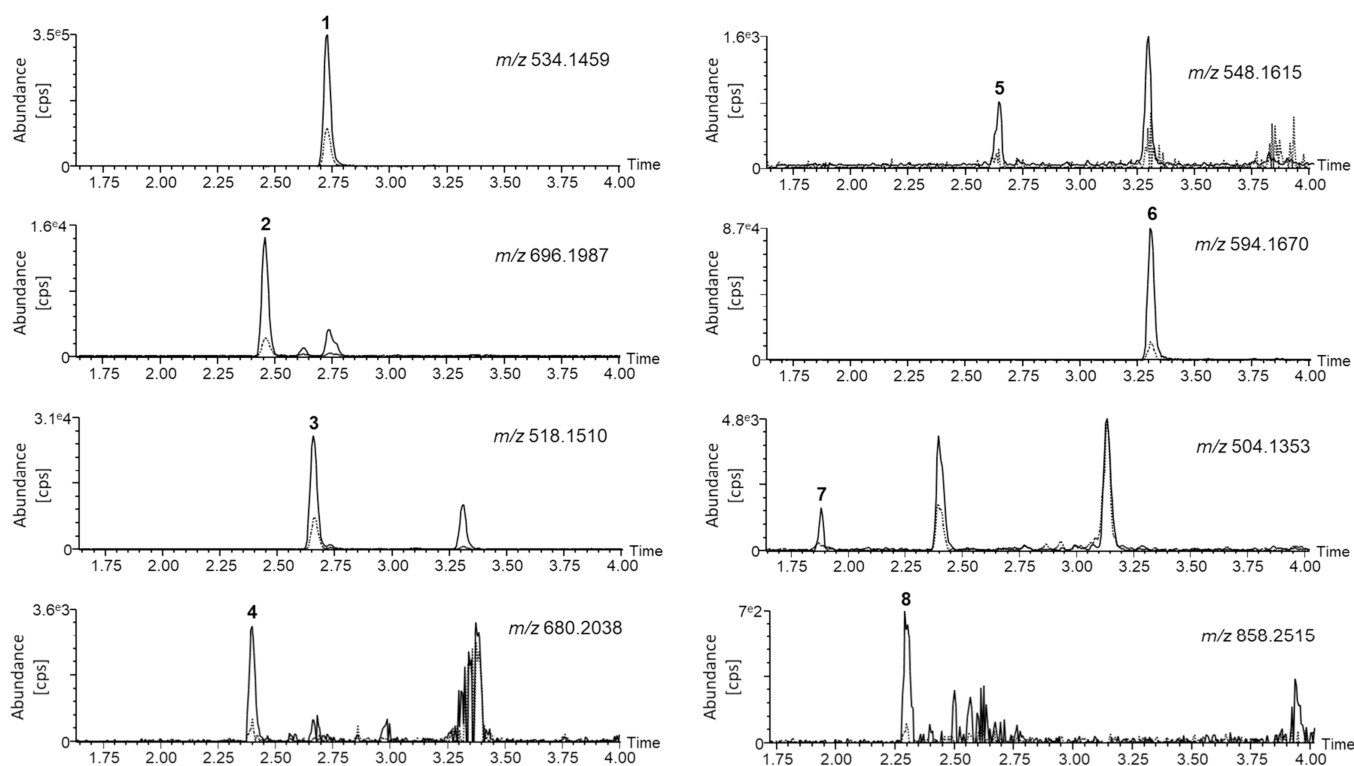 1
3.5e5
Abundance [cps]
m/z 534.1459
0
Time
1.75 2.00 2.25 2.50 2.75 3.00 3.25 3.50 3.75 4.00
2
1.6e4
Abundance [cps]
m/z 696.1987
0
Time
1.75 2.00 2.25 2.50 2.75 3.00 3.25 3.50 3.75 4.00
3
3.1e4
Abundance [cps]
m/z 518.1510
0
Time
1.75 2.00 2.25 2.50 2.75 3.00 3.25 3.50 3.75 4.00
4
3.6e3
Abundance [cps]
m/z 680.2038
0
Time
1.75 2.00 2.25 2.50 2.75 3.00 3.25 3.50 3.75 4.00
1.6e3
5
Abundance [cps]
m/z 548.1615
0
Time
1.75 2.00 2.25 2.50 2.75 3.00 3.25 3.50 3.75 4.00
6
8.7e4
Abundance [cps]
m/z 594.1670
0
Time
1.75 2.00 2.25 2.50 2.75 3.00 3.25 3.50 3.75 4.00
4.8e3
7
Abundance [cps]
m/z 504.1353
0
Time
1.75 2.00 2.25 2.50 2.75 3.00 3.25 3.50 3.75 4.00
8
7e2
Abundance [cps]
m/z 858.2515
0
Time
1.75 2.00 2.25 2.50 2.75 3.00 3.25 3.50 3.75 4.00